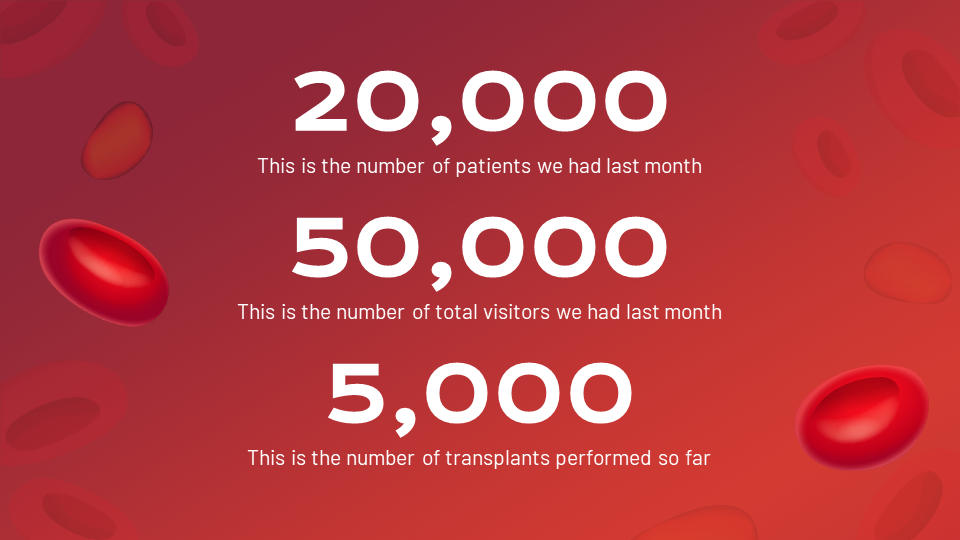 20,000
This is the number of patients we had last month
50,000
This is the number of total visitors we had last month
5,000
This is the number of transplants performed so far